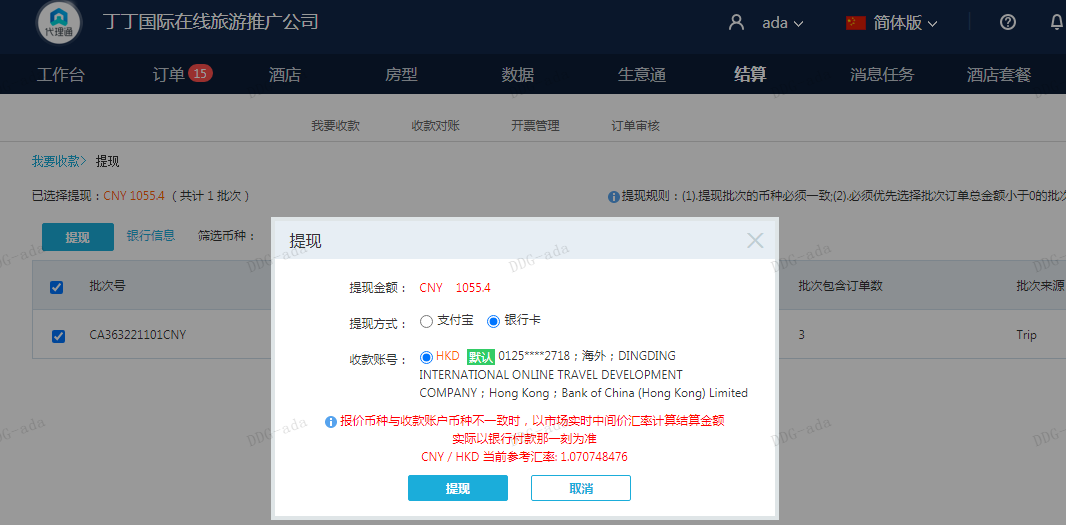 代理通
丁丁国际在线旅游推广公司
ada
简体版
工作台
订单 15
酒店
房型
数据
生意通
结算
消息任务
酒店套餐
我要收款
收款对账
开票管理
订单审核
我要收款> 提现
已选择提现：CNY 1055.4 ( 共计 1 批次 )
提现规则：(1).提现批次的币种必须一致;(2).必须优先选择批次订单总金额小于0的批次
提现 银行信息 筛选币种：
批次号
批次包含订单数
批次来源
CA363221101CNY
3
Trip
提现
提现金额： CNY 1055.4
提现方式： 支付宝 银行卡
收款账号： HKD 默认 0125****2718；海外；DINGDING
INTERNATIONAL ONLINE TRAVEL DEVELOPMENT
COMPANY；Hong Kong；Bank of China (Hong Kong) Limited
报价币种与收款账户币种不一致时，以市场实时中间价汇率计算结算金额
实际以银行付款那一刻为准
CNY / HKD 当前参考汇率: 1.070748476
提现
取消
DDG-ada
DDG-ada
DDG-ada
DDG-ada
DDG-ada
DDG-ada